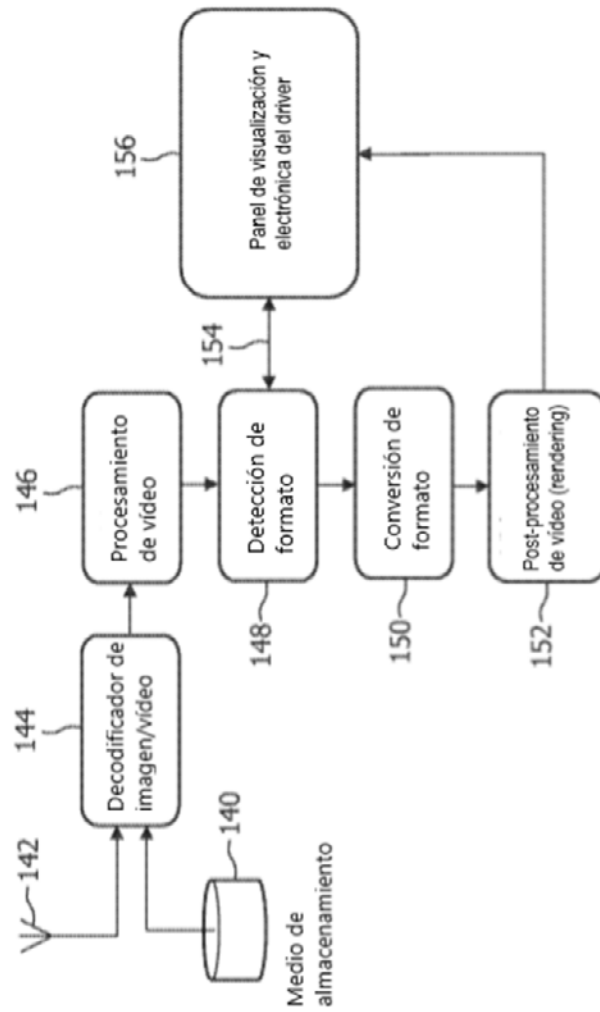 142
144
Decodificador de
imagen/vídeo
140
Medio de
almacenamiento
146
Procesamiento
de vídeo
148
Detección de
formato
154
156
Panel de visualización y
electrónica del driver
150
Conversión de
formato
152
Post-procesamiento
de vídeo (rendering)